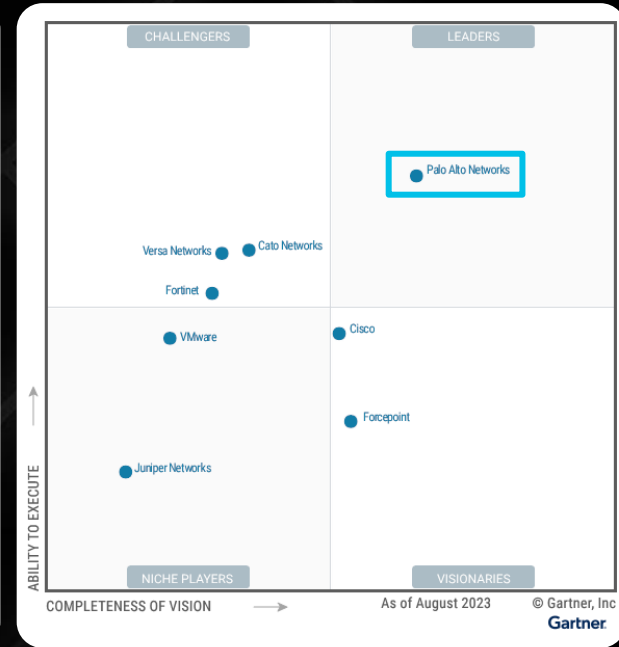 CHALLENGERS
LEADERS
Palo Alto Networks
Versa Networks
Cato Networks
Fortinet
VMware
Cisco
Forcepoint
Juniper Networks
ABILITY TO EXECUTE
NICHE PLAYERS
VISIONARIES
COMPLETENESS OF VISION
As of August 2023
© Gartner, Inc
Gartner